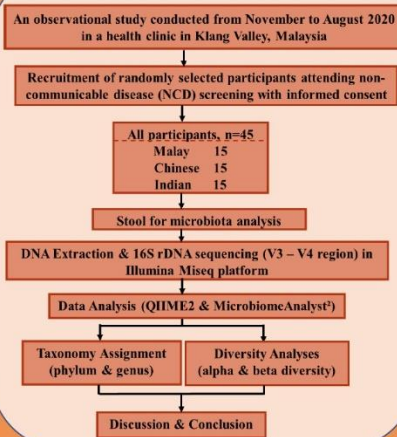 An observational study conducted from November to August 2020
in a health clinic in Klang Valley, Malaysia
Recruitment of randomly selected participants attending non-
communicable disease (NCD) screening with informed consent
All participants, n=45
Malay 15
Chinese 15
Indian 15
Stool for microbiota analysis
DNA Extraction & 16S rDNA sequencing (V3 – V4 region) in
Illumina Miseq platform
Data Analysis (QIIME2 & MicrobiomeAnalyst²)
Taxonomy Assignment
(phylum & genus)
Diversity Analyses
(alpha & beta diversity)
Discussion & Conclusion